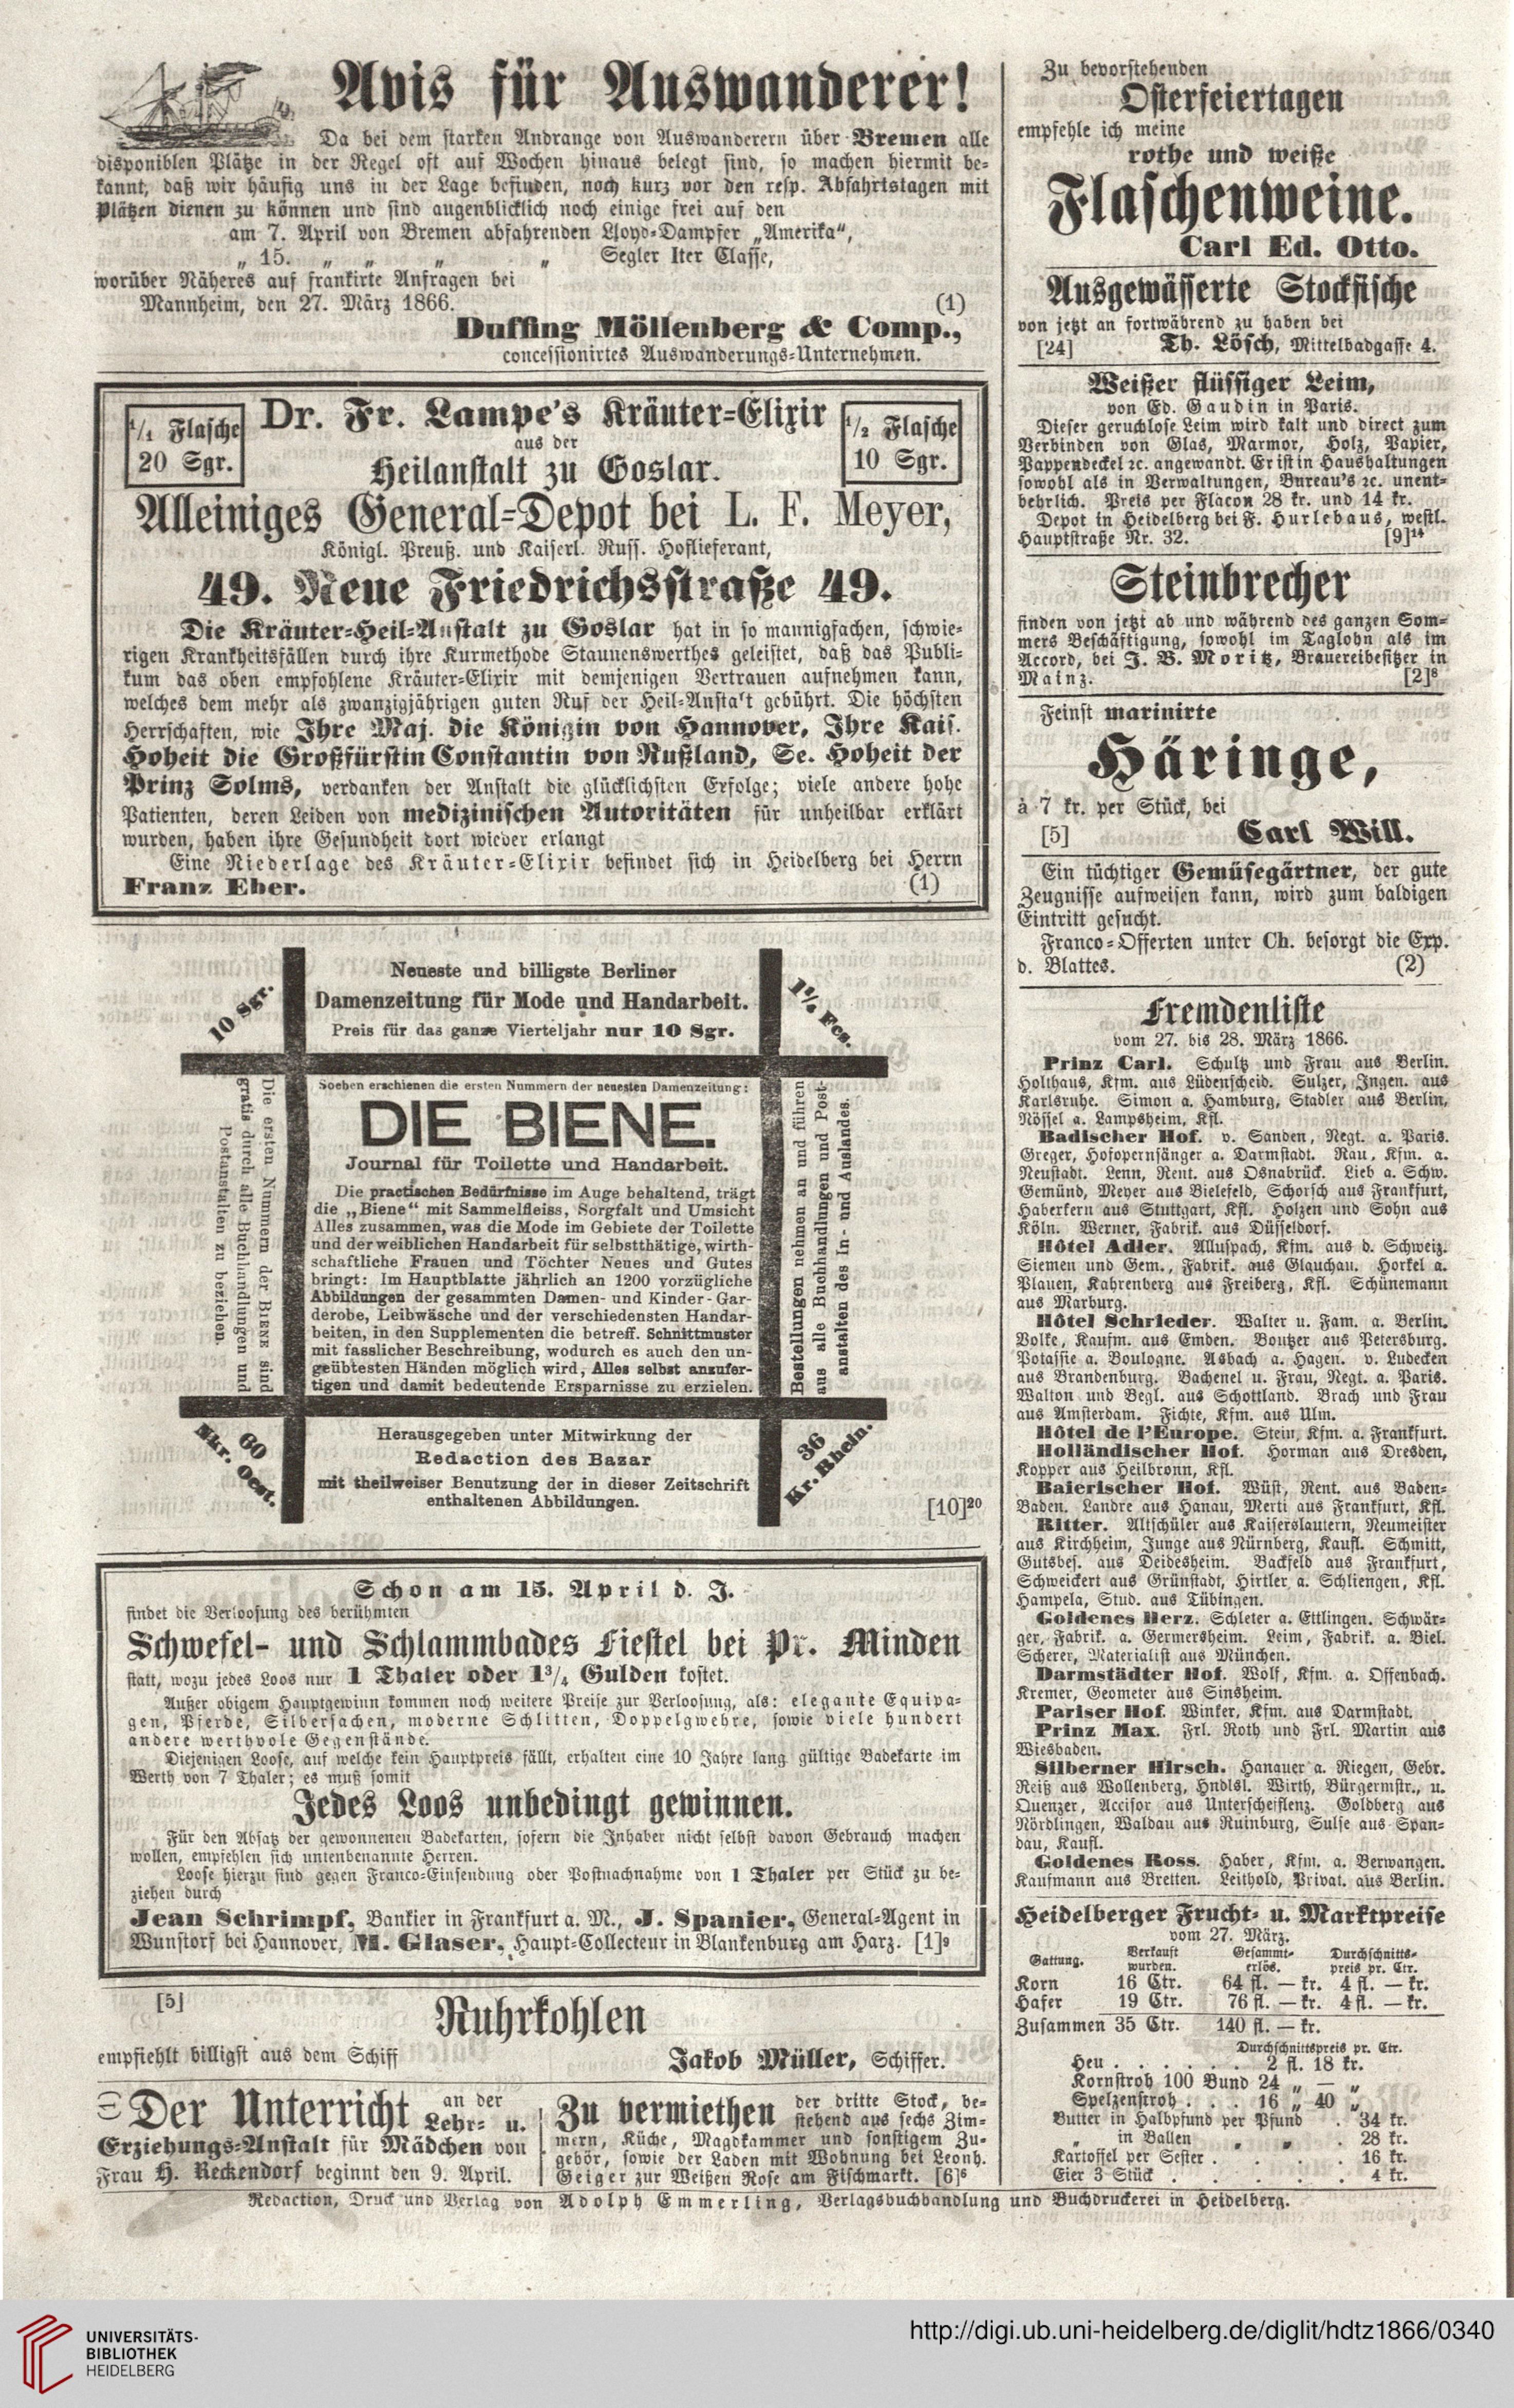 Avis für Auswanderer!
Da bei dem starken Andrange von Auswanderern über Bremen alle
disponiblen Plätze in der Regel oft auf Wochen hinaus belegt sind, so machen hiermit be-
kannt, daß wir häufig uns in der Lage befinden, noch kurz vor den resp. Abfahrtstagen mit
Plätzen dienen zu können und sind augenblicklich noch einige frei auf den
am 7. April von Bremen abfahrenden Lloyd-Dampfer „Amerika“,
„ 15. „ „ „ „ Segler 1ter Classe,
worüber Näheres auf frankirte Anfragen bei
Mannheim, den 27. März 1866. (1)
Duffing Möllenberg & Comp.,
concessionirtes Auswanderungs-Unternehmen.
1/1 Flasche
20 Sgr.
Dr. Fr. Lampe's Kräuter-Elixir
1/2 Flasche
10 Sgr.
aus der
Heilanstalt zu Goslar.
Alleiniges General-Depot bei L. F. Meyer,
Königl. Preuß. und Kaiserl. Russ. Hoflieferant,
49. Neue Friedrichsstraße 49.
Die Kräuter-Heil-Anstalt zu Goslar hat in so mannigfachen, schwie-
rigen Krankheitsfällen durch ihre Kurmethode Staunenswerthes geleistet, daß das Publi-
kum das oben empfohlene Kräuter-Elixir mit demjenigen Vertrauen aufnehmen kann,
welches dem mehr als zwanzigjährigen guten Ruf der Heil-Anstalt gebührt. Die höchsten
Herrschaften, wie Ihre Maj. die Königin von Hannover, Ihre Kais.
Hoheit die Großfürstin Constantin von Rußland, Se. Hoheit der
Prinz Solms, verdanken der Anstalt die glücklichsten Erfolge; viele andere hohe
Patienten, deren Leiden von medizinischen Autoritäten für unheilbar erklärt
wurden, haben ihre Gesundheit dort wieder erlangt
Eine Niederlage des Kräuter-Elixir befindet sich in Heidelberg bei Herrn
Franz Eber. (1)
10 Sgr.
Neueste und billigste Berliner
Damenzeitung für Mode und Handarbeit.
Preis für das ganze Vierteljahr nur 10 Sgr.
1⅓ Fcs.
Die ersten Nummern der BIENE sind
gratis durch alle Buchhandlungen und
Postanstalten zu beziehen.
Soeben erschienen die ersten Nummern der neuesten Damenzeitung:
DIE BIENE.
Journal für Toilette und Handarbeit.
Die practischen Bedürfnisse im Auge behaltend, trägt
die „Biene“ mit Sammelfleiss, Sorgfalt und Umsicht
Alles zusammen, was die Mode im Gebiete der Toilette
und der weiblichen Handarbeit für selbstthätige, wirth-
schaftliche Frauen und Töchter Neues und Gutes
bringt: Im Hauptblatte jährlich an 1200 vorzügliche
Abbildungen der gesammten Damen- und Kinder-Gar-
derobe, Leibwäsche und der verschiedensten Handar-
beiten, in den Supplementen die betreff. Schnittmuster
mit fasslicher Beschreibung, wodurch es auch den un-
geübtesten Händen möglich wird, Alles selbst anzufer-
tigen und damit bedeutende Ersparnisse zu erzielen.
Bestellungen nehmen an und führen
aus alle Buchhandlungen und Post-
anstalten des In- und Auslandes.
60
Nkr. Oest.
Herausgegeben unter Mitwirkung der
Redaction des Bazar
mit theilweiser Benutzung der in dieser Zeitschrift
enthaltenen Abbildungen.
36
Kr. Rhein.
[10]20
Schon am 15. April d. J.
findet die Verloosung des berühmten
Schwefel- und Schlammbades Fiestel bei Pr. Minden
statt, wozu jedes Loos nur 1 Thaler oder 1 3/4 Gulden kostet.
Außer obigem Hauptgewinn kommen noch weitere Preise zur Verloosung, als: elegante Equipa-
gen, Pferde, Silbersachen, moderne Schlitten, Doppelgwehre, sowie viele hundert
andere werthvole Gegenstände.
Diejenigen Loose, auf welche kein Hauptpreis fällt, erhalten eine 10 Jahre lang gültige Badekarte im
Werth von 7 Thaler; es muß somit
Jedes Loos unbedingt gewinnen.
Für den Absatz der gewonnenen Badekarten, sofern die Inhaber nicht selbst davon Gebrauch machen
wollen, empfehlen sich untenbenannte Herren.
Loose hierzu sind gegen Franco-Einsendung oder Postnachnahme von 1 Thaler per Stück zu be-
ziehen durch
Jean Schrimpf, Bankier in Frankfurt a. M., J. Spanier, General-Agent in
Wunstorf bei Hannover, M. Glaser, Haupt-Collecteur in Blankenburg am Harz. [1]9
[5]
Ruhrkohlen
empfiehlt billigst aus dem Schiff
Jakob Müller, Schiffer.
(1) Der Unterricht an der
Lehr- u.
Erziehungs-Anstalt für Mädchen von
Frau H. Reckendorf beginnt den 9. April.
Zu vermiethen der dritte Stock, be-
stehend aus sechs Zim-
mern, Küche, Magdkammer und sonstigem Zu-
gehör, sowie der Laden mit Wohnung bei Leonh.
Geiger zur Weißen Rose am Fischmarkt. [6]6
Zu bevorstehenden
Osterfeiertagen
empfehle ich meine
rothe und weiße
Flaschenweine.
Carl Ed. Otto.
Ausgewässerte Stockfische
von jetzt an fortwährend zu haben bei
[24] Th. Lösch, Mittelbadgasse 4.
Weißer flüssiger Leim,
von Ed. Gaudin in Paris.
Dieser geruchlose Leim wird kalt und direct zum
Verbinden von Glas, Marmor, Holz, Papier,
Pappendeckel ꝛc. angewandt. Er ist in Haushaltungen
sowohl als in Verwaltungen, Bureau's ꝛc. unent-
behrlich. Preis per Flacon 28 kr. und 14 kr.
Depot in Heidelberg bei F. Hurlebaus, westl.
Hauptstraße Nr. 32. [9]14
Steinbrecher
finden von jetzt ab und während des ganzen Som-
mers Beschäftigung, sowohl im Taglohn als im
Accord, bei J. B. Moritz, Brauereibesitzer in
Mainz. [2]8
Feinst marinirte
Häringe,
à 7 kr. per Stück, bei
[5] Carl Will.
Ein tüchtiger Gemüsegärtner, der gute
Zeugnisse aufweisen kann, wird zum baldigen
Eintritt gesucht.
Franco-Offerten unter Ch. besorgt die Exp.
d. Blattes. (2)
Fremdenliste
vom 27. bis 28. März 1866.
Prinz Carl. Schultz und Frau aus Berlin.
Holthaus, Kfm. aus Lüdenscheid. Sulzer, Ingen. aus
Karlsruhe. Simon a. Hamburg, Stadler aus Berlin,
Nössel a. Lampsheim, Kfl.
Badischer Hof. v. Sanden, Negt. a. Paris.
Greger, Hofopernsänger a. Darmstadt. Rau, Kfm. a.
Neustadt. Lenn, Rent. aus Osnabrück. Lieb a. Schw.
Gemünd, Meyer aus Bielefeld, Schorsch aus Frankfurt,
Haberkern aus Stuttgart, Kfl. Holzen und Sohn aus
Köln. Werner, Fabrik. aus Düsseldorf.
Hôtel Adler. Alluspach, Kfm. aus d. Schweiz.
Siemen und Gem., Fabrik. aus Glauchau. Horkel a.
Plauen, Kahrenberg aus Freiberg, Kfl. Schünemann
aus Marburg.
Hôtel Schrieder. Walter u. Fam. a. Berlin.
Volke, Kaufm. aus Emden. Boutzer aus Petersburg.
Potassie a. Boulogne. Asbach a. Hagen. v. Ludecken
aus Brandenburg. Bachenel u. Frau, Negt. a. Paris.
Walton und Begl. aus Schottland. Brach und Frau
aus Amsterdam. Fichte, Kfm. aus Ulm.
Hôtel de l'Europe. Stein, Kfm. a. Frankfurt.
Holländischer Hof. Horman aus Dresden,
Kopper aus Heilbronn, Kfl.
Baierischer Hof. Wüst, Rent. aus Baden-
Baden. Landre aus Hanau, Merti aus Frankfurt, Kfl.
Ritter. Altschüler aus Kaiserslautern, Neumeister
aus Kirchheim, Junge aus Nürnberg, Kaufl. Schmitt,
Gutsbes. aus Deidesheim. Backfeld aus Frankfurt,
Schweickert aus Grünstadt, Hirtler a. Schliengen, Kfl.
Hampela, Stud. aus Tübingen.
Goldenes Herz. Schleter a. Ettlingen. Schwär-
ger, Fabrik. a. Germersheim. Leim, Fabrik. a. Biel.
Scherer, Materialist aus München.
Darmstädter Hof. Wolf, Kfm. a. Offenbach.
Kremer, Geometer aus Sinsheim.
Pariser Hof. Winker, Kfm. aus Darmstadt.
Prinz Max. Frl. Roth und Frl. Martin aus
Wiesbaden.
Silberner Hirsch. Hanauer a. Riegen, Gebr.
Reiß aus Wollenberg, Hndlsl. Wirth, Bürgermstr., u.
Quenzer, Accisor aus Unterscheflenz. Goldberg aus
Nördlingen, Waldau aus Ruinburg, Sulse aus Span-
dau, Kaufl.
Goldenes Ross. Haber, Kfm. a. Berwangen.
Kaufmann aus Bretten. Leithold, Privat. aus Berlin.
Heidelberger Frucht- u. Marktpreise
vom 27. März.
Gattung. Verkauft wurden. Gesammt-erlös. Durchschnitts-preis pr. Ctr.
Korn 16 Ctr. 64 fl. — kr. 4 fl. — kr.
Hafer 19 Ctr. 76 fl. — kr. 4 fl. — kr.
Zusammen 35 Ctr. 140 fl. — kr.
Durchschnittspreis pr. Ctr.
Heu . . . . . . 2 fl. 18 kr.
Kornstroh 100 Bund 24 „ — „
Spelzenstroh . . . 16 „ 40 „
Butter in Halbpfund per Pfund . 34 kr.
„ in Ballen „ „ . 28 kr.
Kartoffel per Sester . . . . 16 kr.
Eier 3 Stück . . . . . 4 kr.
Redaction, Druck und Verlag von Adolph Emmerling, Verlagsbuchhandlung und Buchdruckerei in Heidelberg.
UNIVERSITÄTS-
BIBLIOTHEK
HEIDELBERG
http://digi.ub.uni-heidelberg.de/diglit/hdtz1866/0340